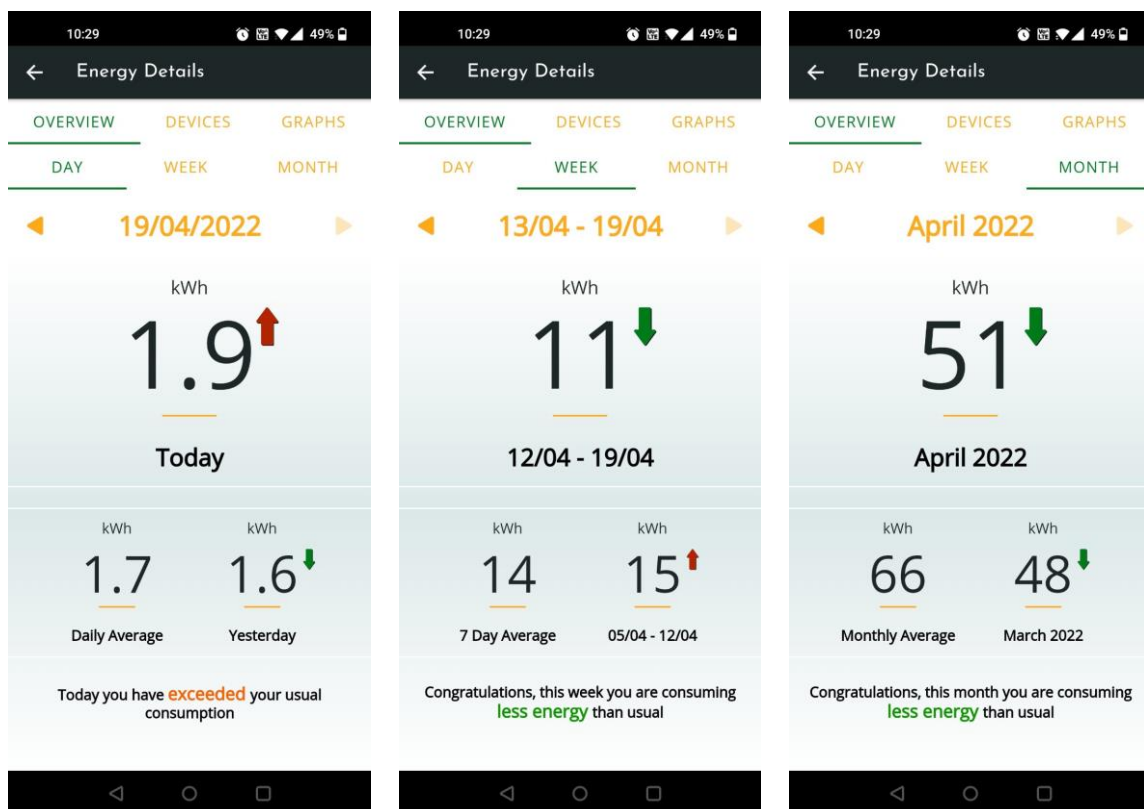 10:29
49%
Energy Details
OVERVIEW DEVICES GRAPHS
DAY WEEK MONTH
19/04/2022
kWh
1.9
Today
kWh kWh
1.7 1.6
Daily Average Yesterday
Today you have exceeded your usual
consumption
10:29
49%
Energy Details
OVERVIEW DEVICES GRAPHS
DAY WEEK MONTH
13/04 - 19/04
kWh
11
12/04 - 19/04
kWh kWh
14 15
7 Day Average 05/04 - 12/04
Congratulations, this week you are consuming
less energy than usual
10:29
49%
Energy Details
OVERVIEW DEVICES GRAPHS
DAY WEEK MONTH
April 2022
kWh
51
April 2022
kWh kWh
66 48
Monthly Average March 2022
Congratulations, this month you are consuming
less energy than usual